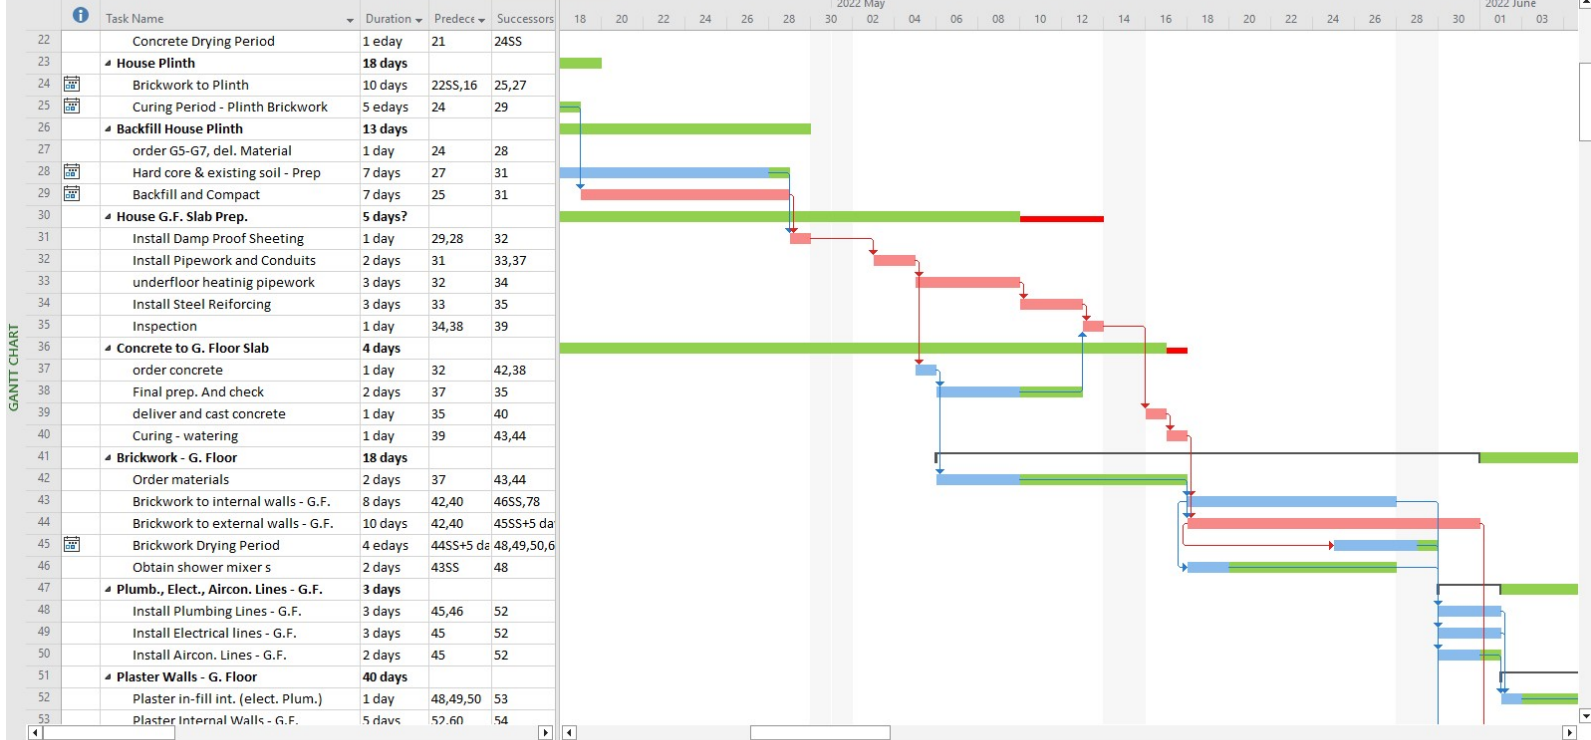 2022 May 2022 June
Task Name Duration Predece Successors 18 20 22 24 26 28 30 02 04 06 08 10 12 14 16 18 20 22 24 26 28 30 01 03
22 Concrete Drying Period 1 eday 21 24SS
23 House Plinth 18 days
24 Brickwork to Plinth 10 days 22SS,16 25,27
25 Curing Period - Plinth Brickwork 5 edays 24 29
26 Backfill House Plinth 13 days
27 order G5-G7, del. Material 1 day 24 28
28 Hard core & existing soil - Prep 7 days 27 31
29 Backfill and Compact 7 days 25 31
30 House G.F. Slab Prep. 5 days?
31 Install Damp Proof Sheeting 1 day 29,28 32
32 Install Pipework and Conduits 2 days 31 33,37
33 underfloor heatinig pipework 3 days 32 34
34 Install Steel Reiforcing 3 days 33 35
35 Inspection 1 day 34,38 39
36 Concrete to G. Floor Slab 4 days
37 order concrete 1 day 32 42,38
38 Final prep. And check 2 days 37 35
39 deliver and cast concrete 1 day 35 40
40 Curing - watering 1 day 39 43,44
41 Brickwork - G. Floor 18 days
42 Order materials 2 days 37 43,44
43 Brickwork to internal walls - G.F. 8 days 42,40 46SS,78
44 Brickwork to external walls - G.F. 10 days 42,40 45SS+5 da
45 Brickwork Drying Period 4 edays 44SS+5 da 48,49,50,6
46 Obtain shower mixer s 2 days 43SS 48
47 Plumb., Elect., Aircon. Lines - G.F. 3 days
48 Install Plumbing Lines - G.F. 3 days 45,46 52
49 Install Electrical lines - G.F. 3 days 45 52
50 Install Aircon. Lines - G.F. 2 days 45 52
51 Plaster Walls - G. Floor 40 days
52 Plaster in-fill int. (elect. Plum.) 1 day 48,49,50 53
53 Plaster Internal Walls - G.F. 5 days 52,60 54
GANTT CHART